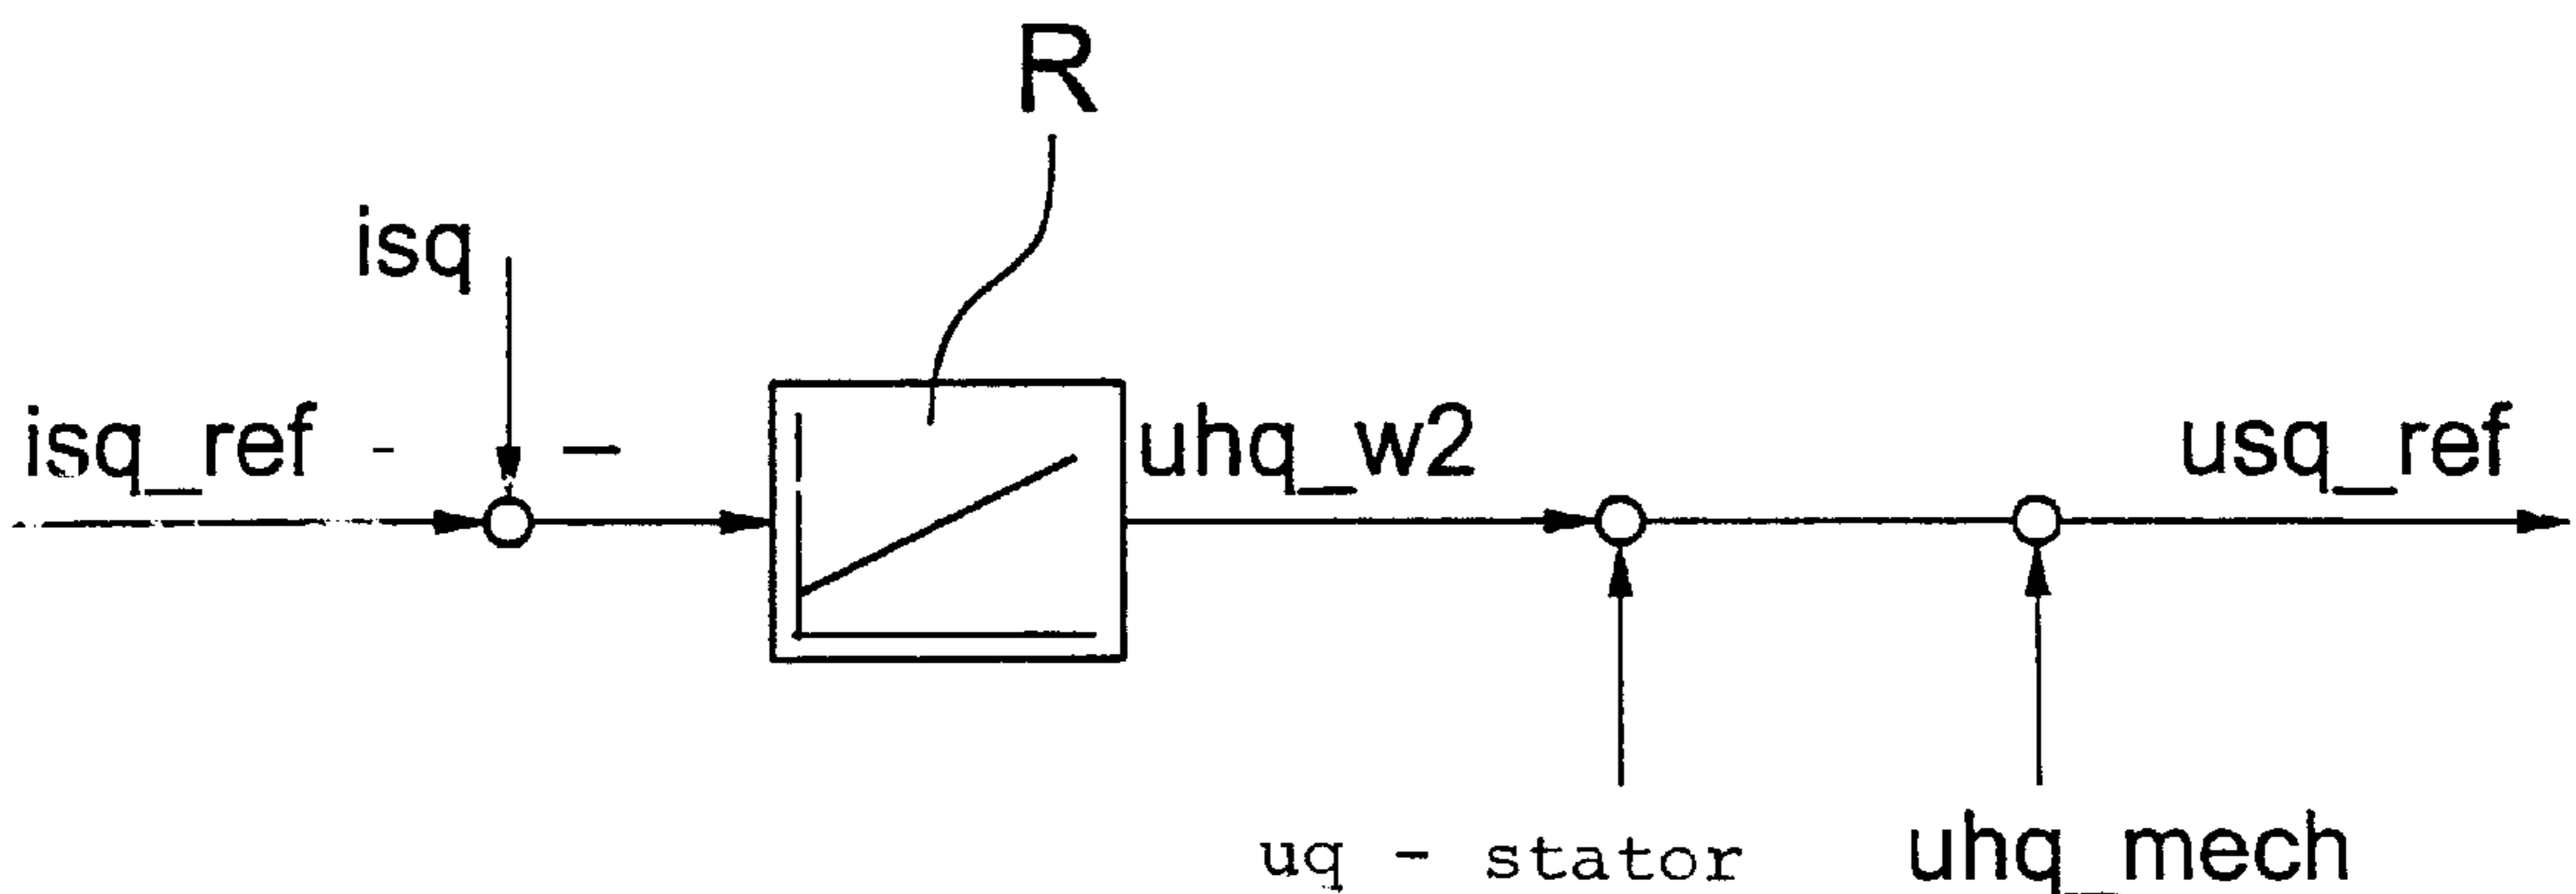 R
isq
isq_ref - –
uhq_w2
usq_ref
uq - stator
uhq_mech